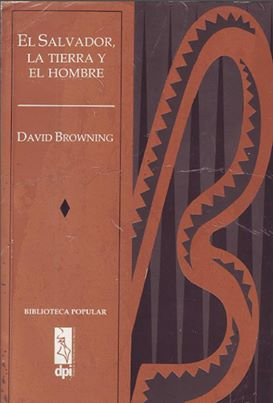 EL SALVADOR,
LA TIERRA Y
EL HOMBRE
DAVID BROWNING
BIBLIOTECA POPULAR
dpi